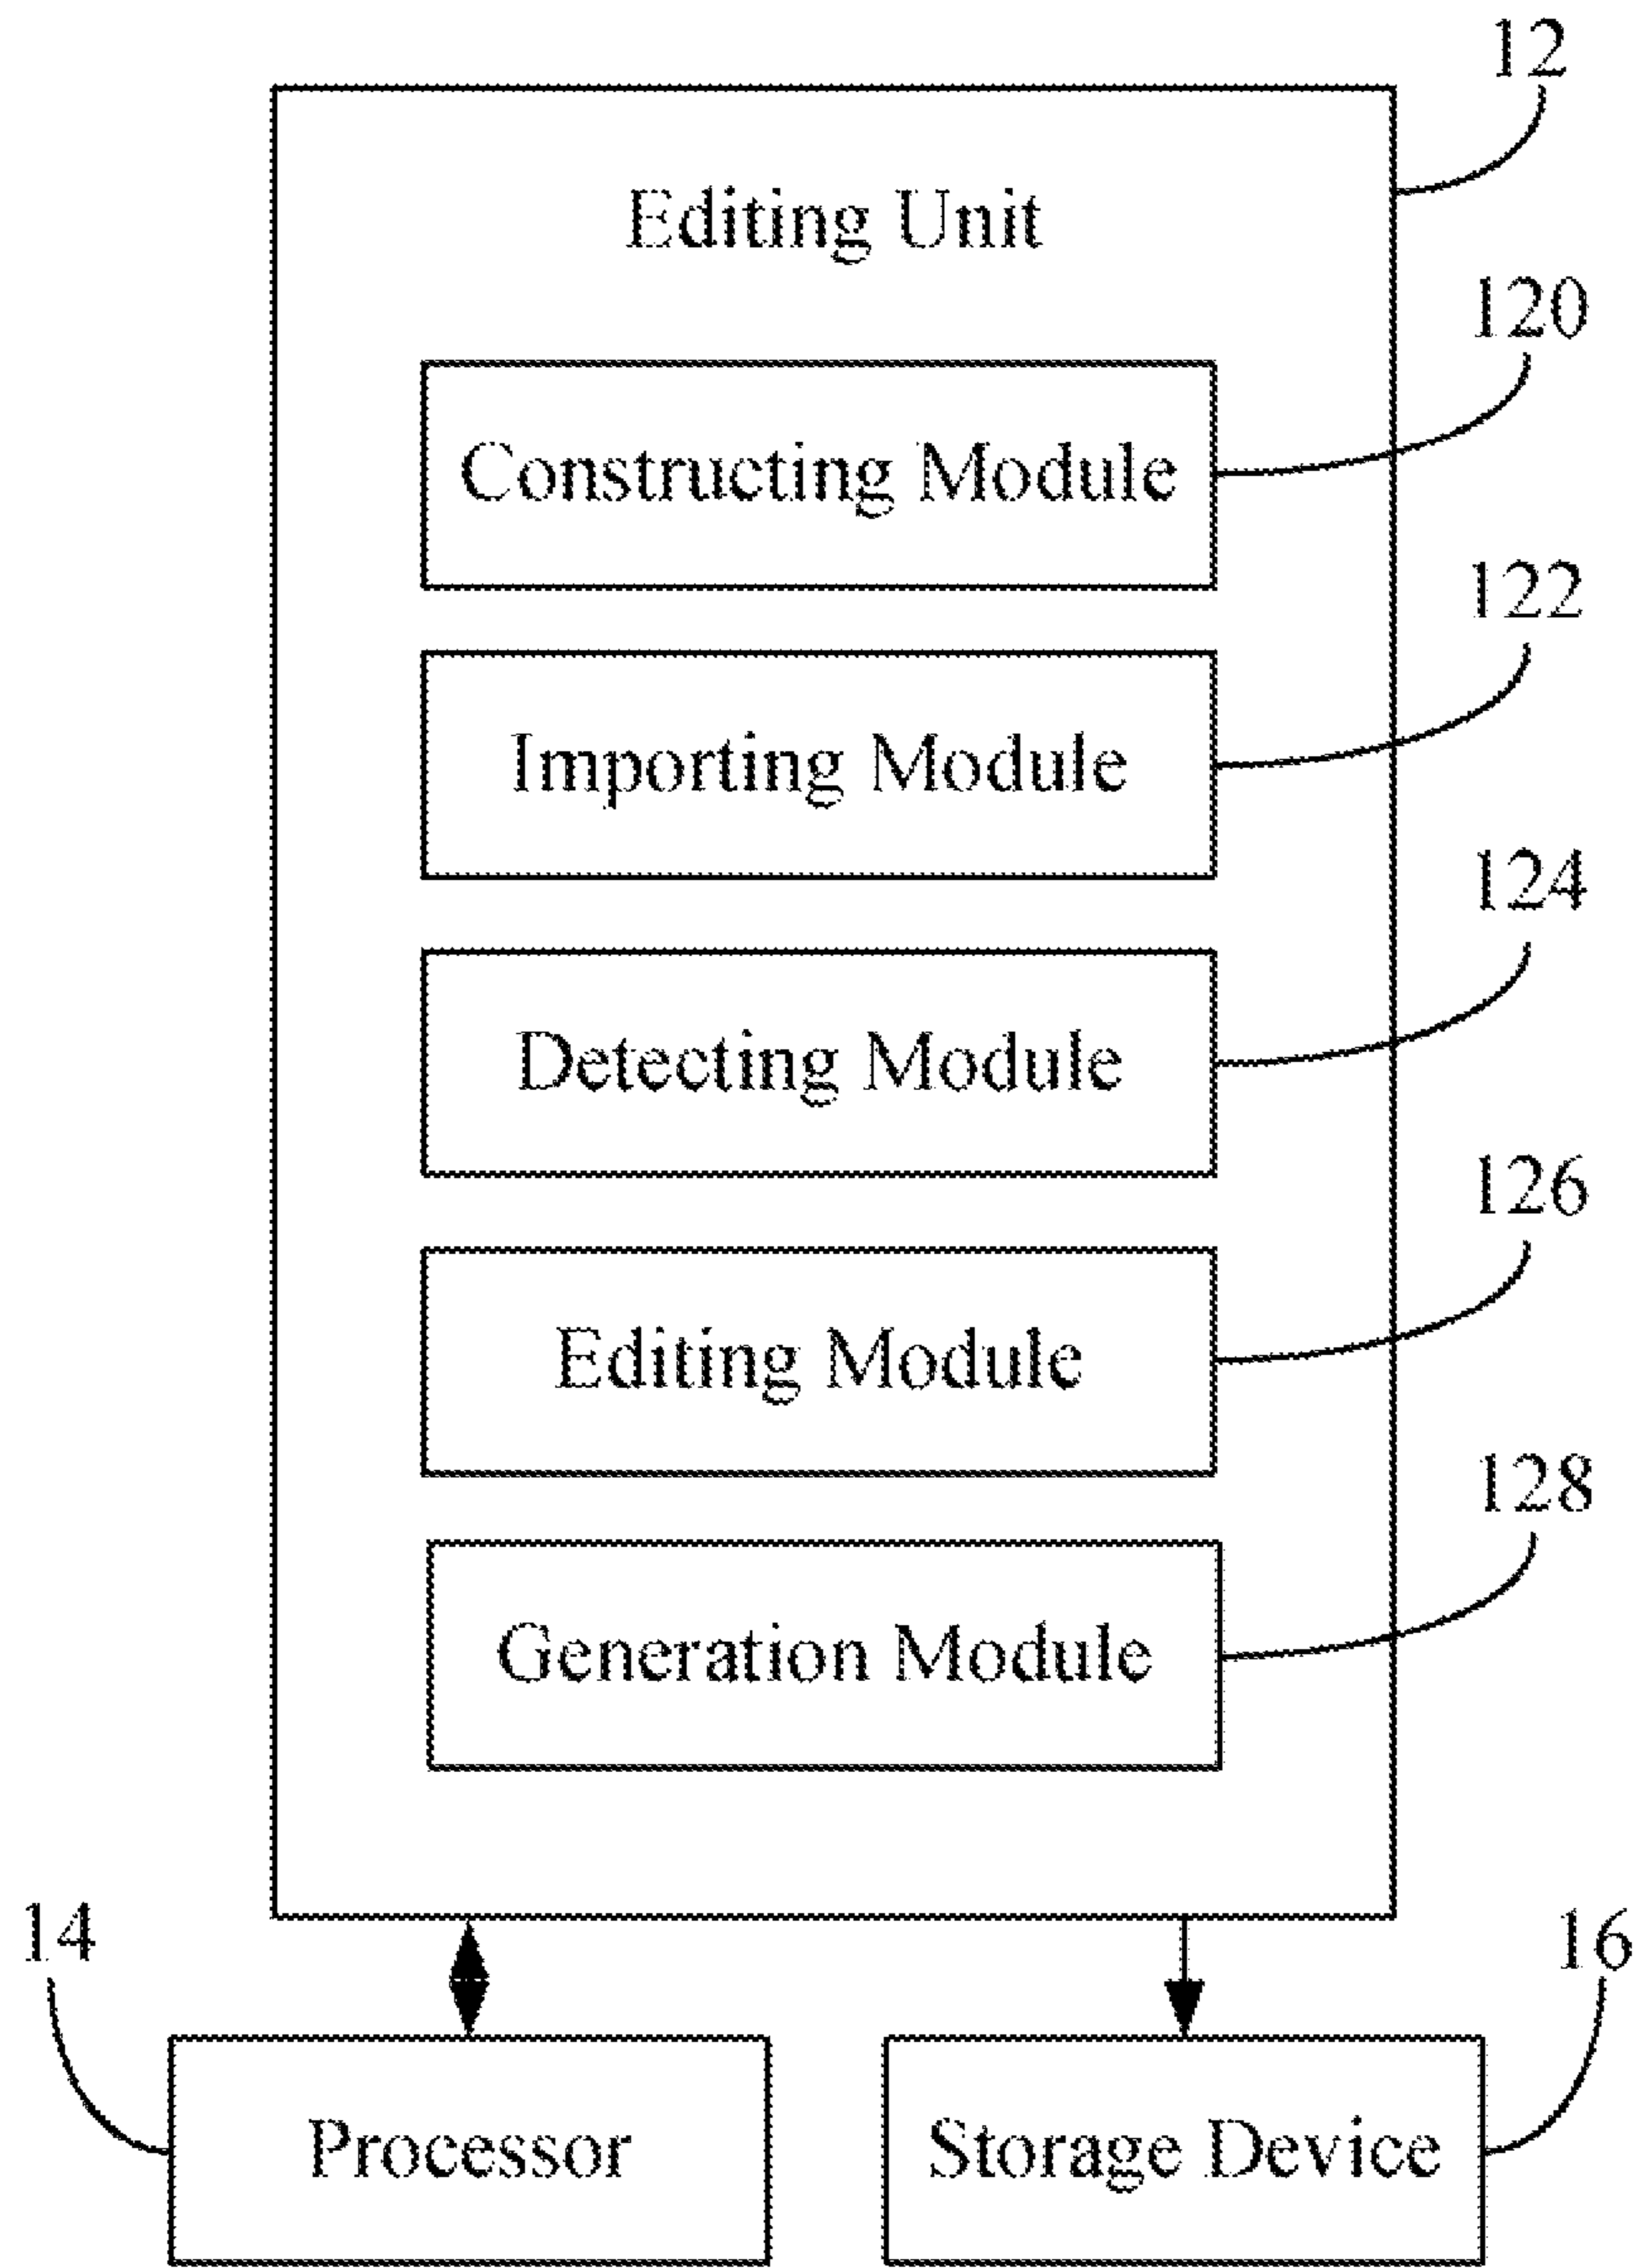 12
Editing Unit
120
Constructing Module
122
Importing Module
124
Detecting Module
126
Editing Module
128
Generation Module
14
16
Processor
Storage Device